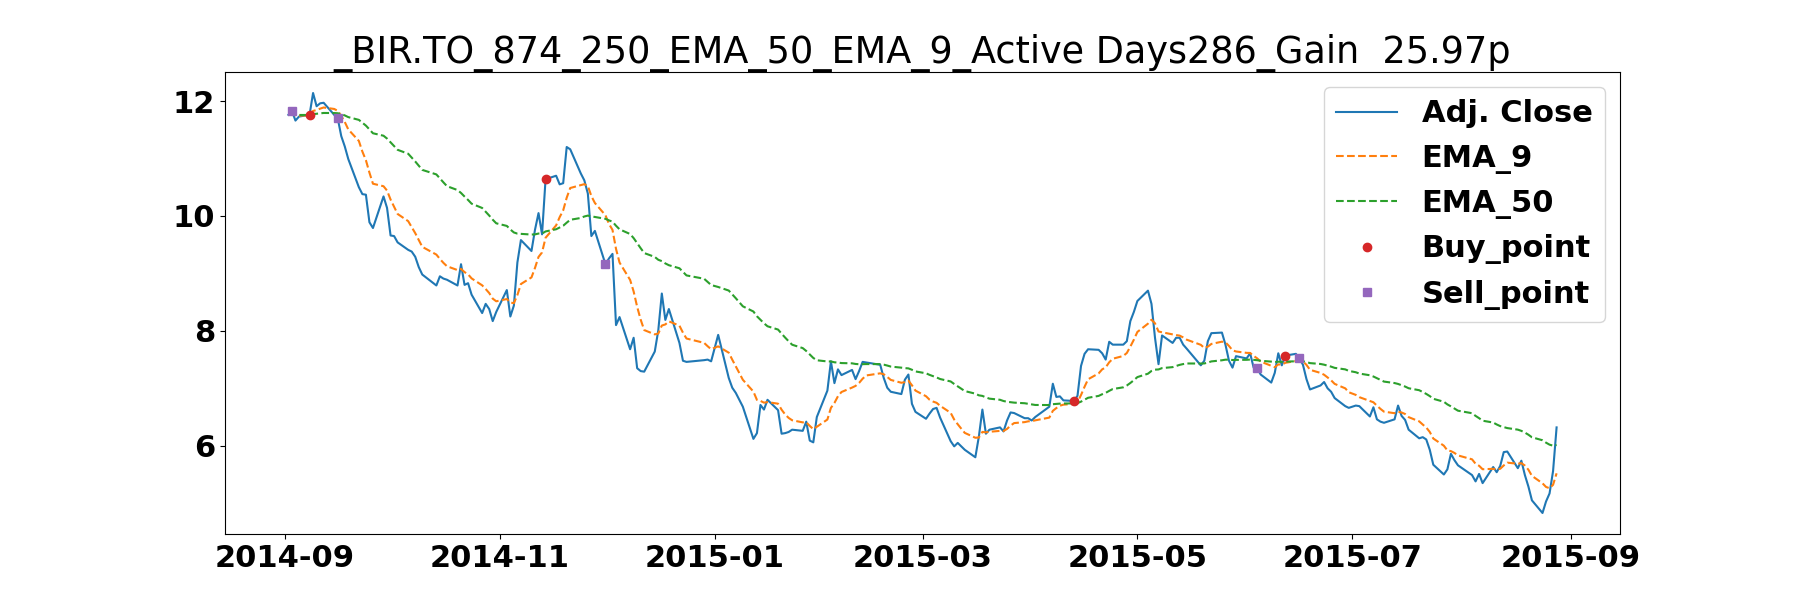 _BIR.TO_874_250_EMA_50_EMA_9_Active Days286_Gain  25.97p
12
10
8
6
Adj. Close
EMA_9
EMA_50
Buy_point
Sell_point
2014-09 2014-11 2015-01 2015-03 2015-05 2015-07 2015-09